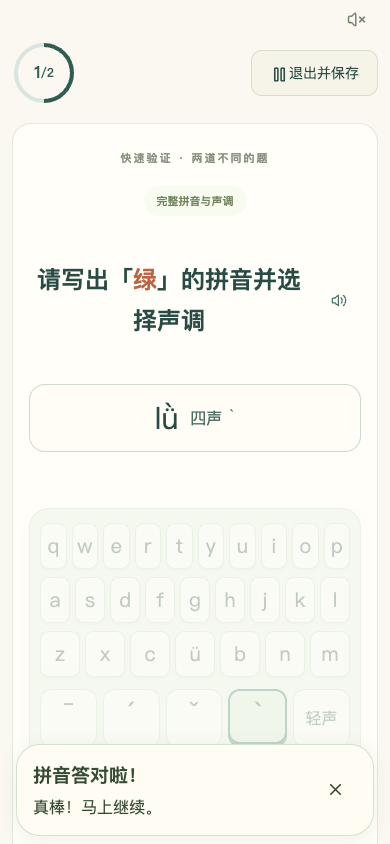 1/2
退出并保存
快速验证 · 两道不同的题
完整拼音与声调
请写出「绿」的拼音并选
择声调
lǜ 四声 ˋ
q w e r t y u i o p
a s d f g h j k l
z x c ü b n m
ˉ ˊ ˇ ˋ 轻声
拼音答对啦！
真棒！马上继续。